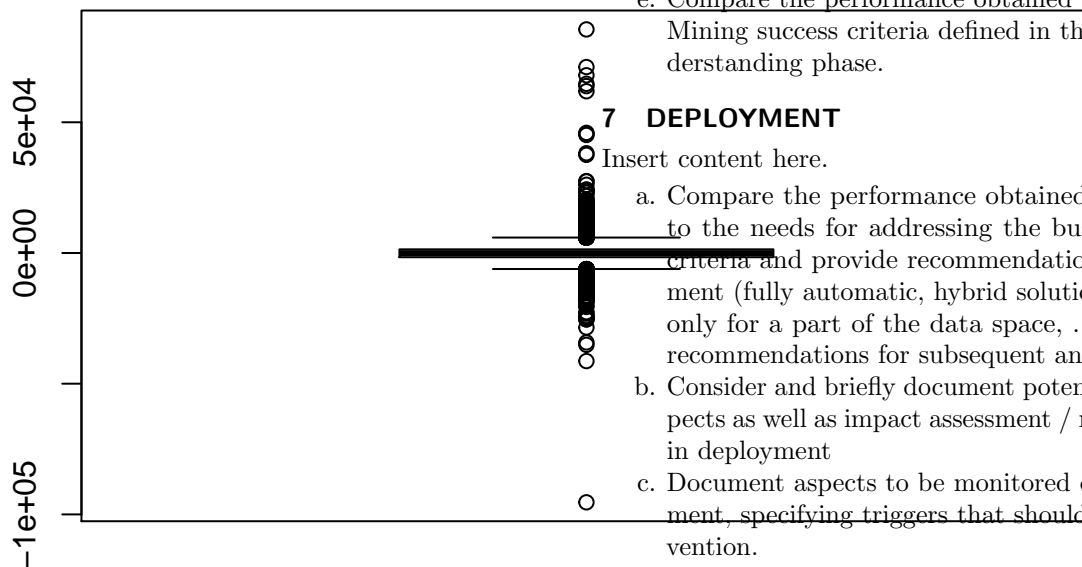 5e+04
0e+00
−1e+05
e. Compare the performance obtained
Mining success criteria defined in th
derstanding phase.
7 DEPLOYMENT
Insert content here.
a. Compare the performance obtained
to the needs for addressing the bu
criteria and provide recommendatio
ment (fully automatic, hybrid soluti
only for a part of the data space, .
recommendations for subsequent an
b. Consider and briefly document poten
pects as well as impact assessment /
in deployment
c. Document aspects to be monitored
ment, specifying triggers that should
vention.